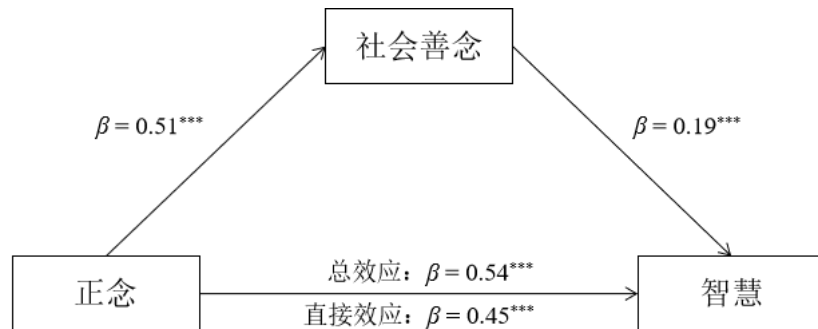 社会善念
β = 0.51***
β = 0.19***
正念
总效应：β = 0.54***
直接效应：β = 0.45***
智慧